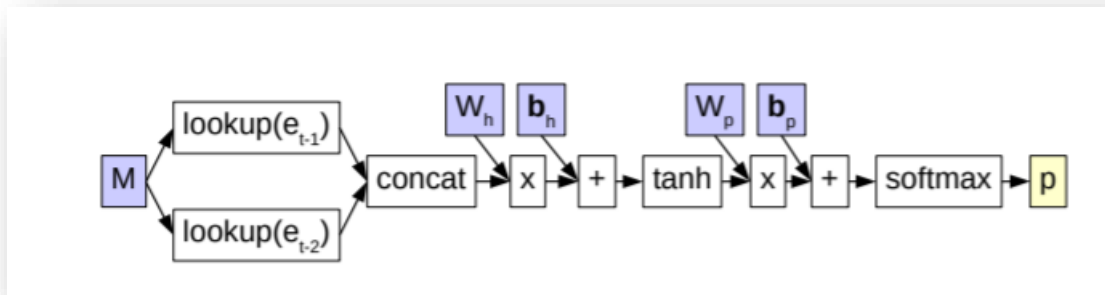 W_h b_h W_p b_p
lookup(e_t-1)
M concat x + tanh x + softmax p
lookup(e_t-2)